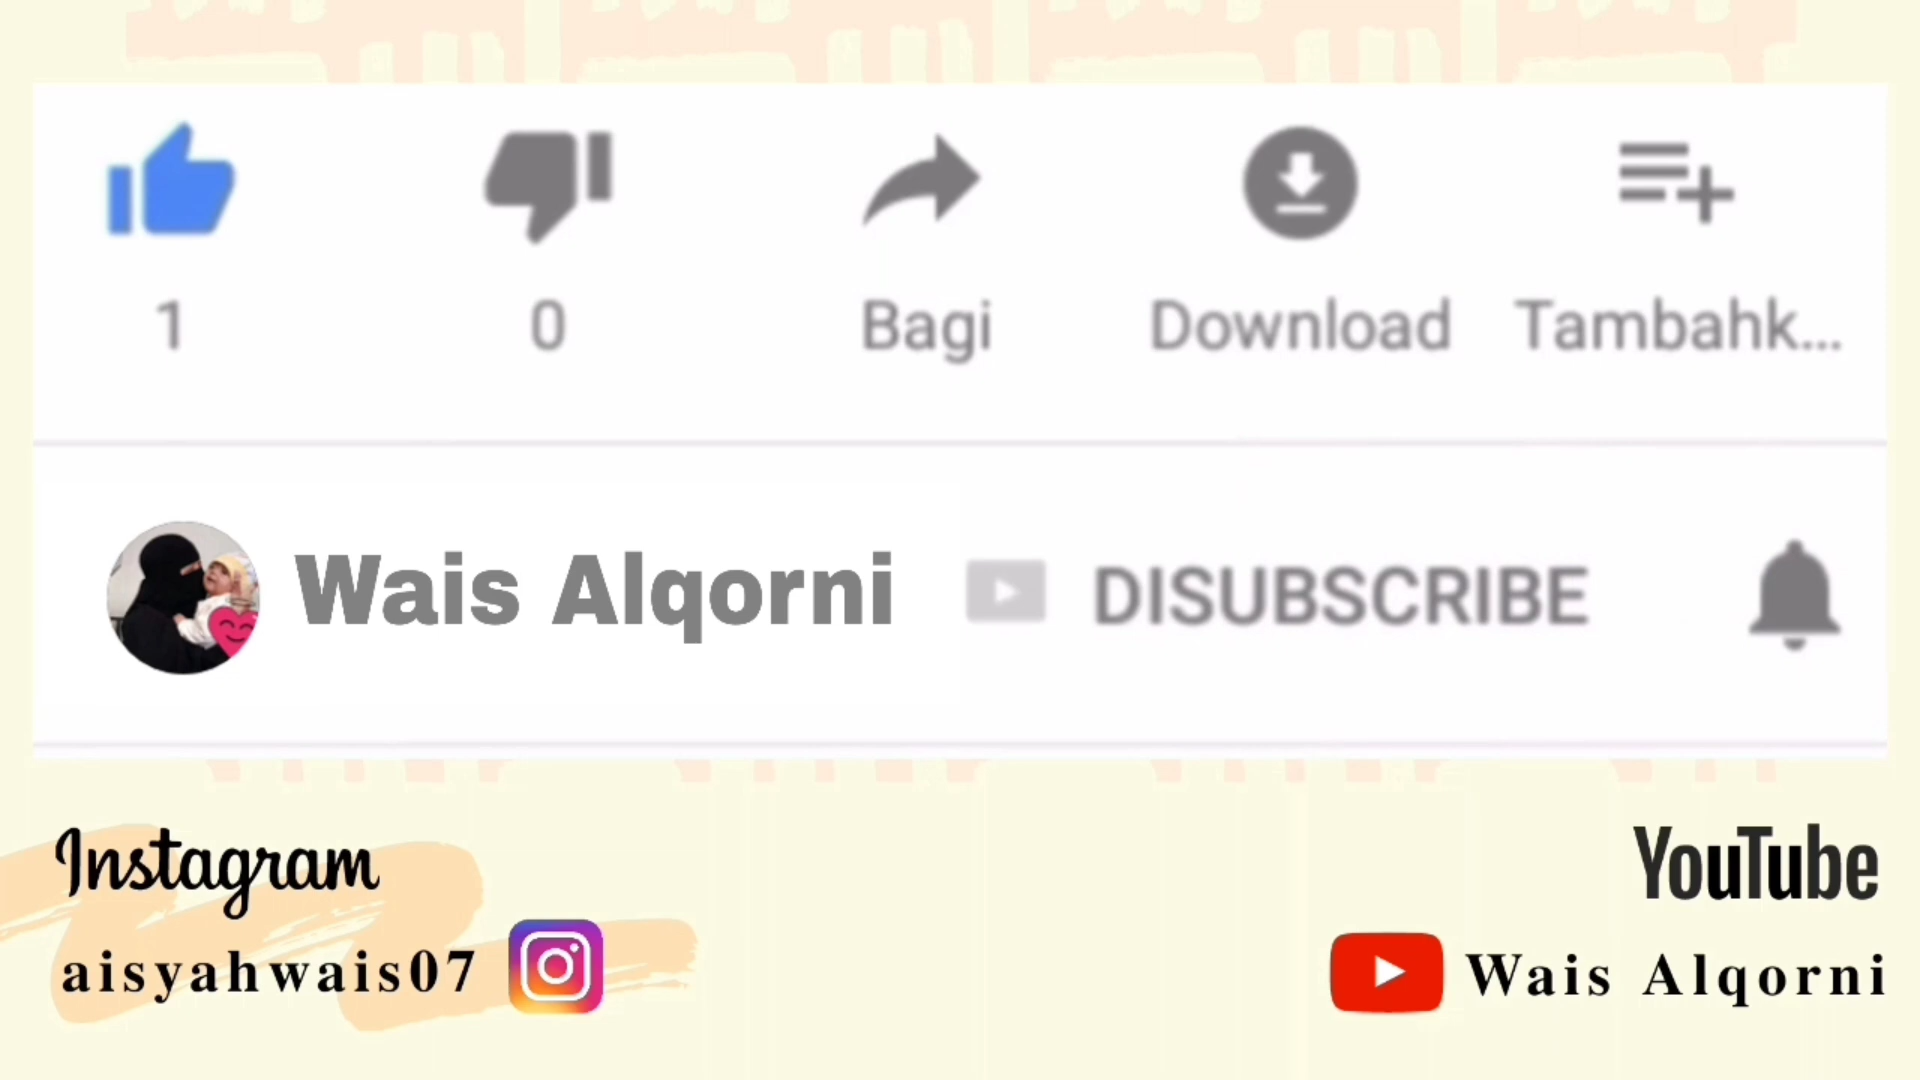 1 0 Bagi Download Tambahk...
Wais Alqorni DISUBSCRIBE
Instagram
aisyahwais07
YouTube
Wais Alqorni